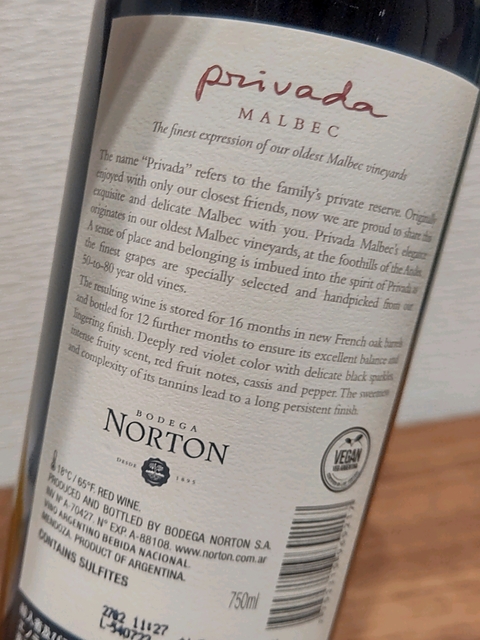 privada
MALBEC
The finest expression of our oldest Malbec vineyards
The name “Privada” refers to the family’s private reserve. Originally
enjoyed with only our closest friends, now we are proud to share this
exquisite and delicate Malbec with you. Privada Malbec’s elegance
originates in our oldest Malbec vineyards, at the foothills of the Andes.
A sense of place and belonging is imbued into the spirit of Privada as
the finest grapes are specially selected and handpicked from our
50-to-80 year old vines.
The resulting wine is stored for 16 months in new French oak barrels
and bottled for 12 further months to ensure its excellent balance and
lingering finish. Deeply red violet color with delicate black sparkles,
intense fruity scent, red fruit notes, cassis and pepper. The sweetness
and complexity of its tannins lead to a long persistent finish.
BODEGA
NORTON
DESDE 1895
VEGAN
18°C / 65°F. RED WINE.
PRODUCED AND BOTTLED BY BODEGA NORTON S.A.
INV N° A-70427. N° EXP. A-88108. www.norton.com.ar
VINO ARGENTINO BEBIDA NACIONAL.
MENDOZA. PRODUCT OF ARGENTINA.
CONTAINS SULFITES
750ml
2702 11:27